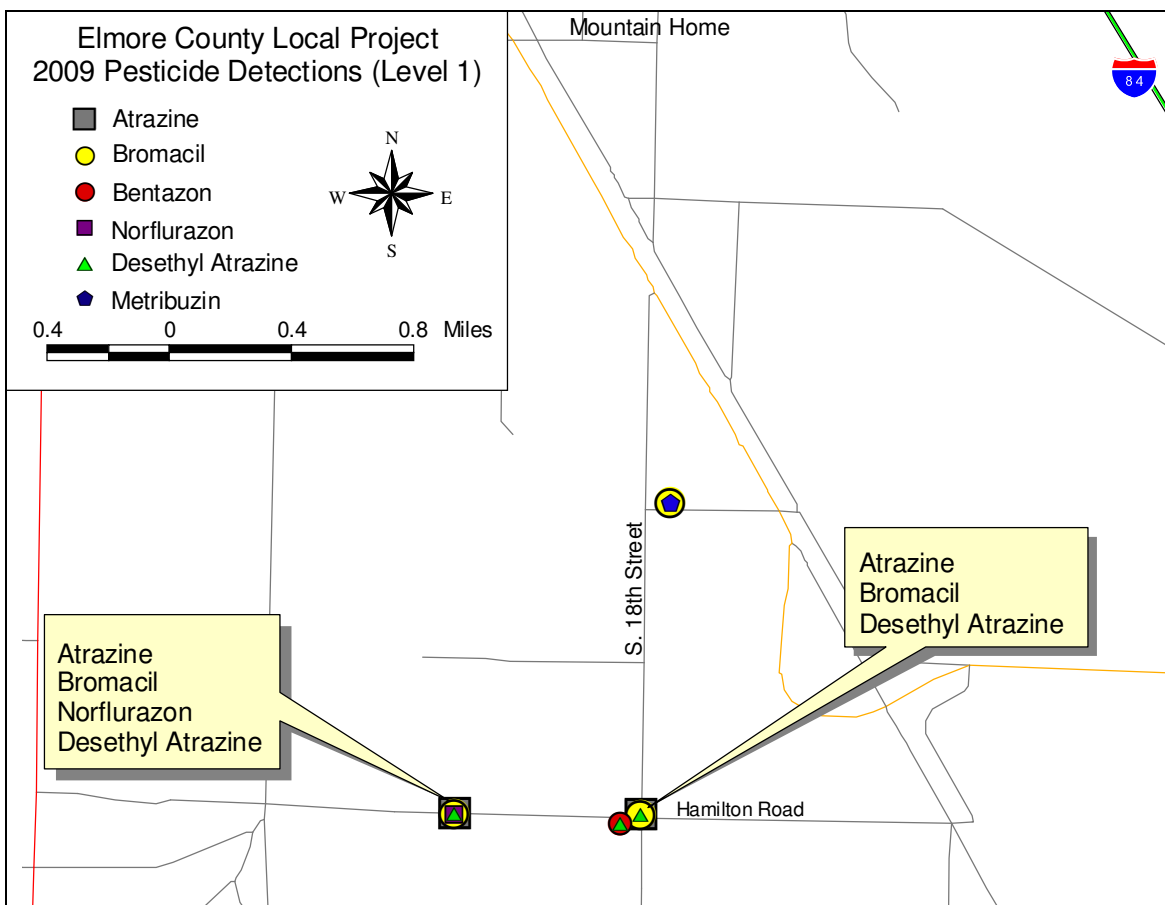 Elmore County Local Project
2009 Pesticide Detections (Level 1)
Atrazine
Bromacil
Bentazon
Norflurazon
Desethyl Atrazine
Metribuzin
N
W E
S
0.4 0 0.4 0.8 Miles
Mountain Home
84
S. 18th Street
Atrazine
Bromacil
Desethyl Atrazine
Atrazine
Bromacil
Norflurazon
Desethyl Atrazine
Hamilton Road